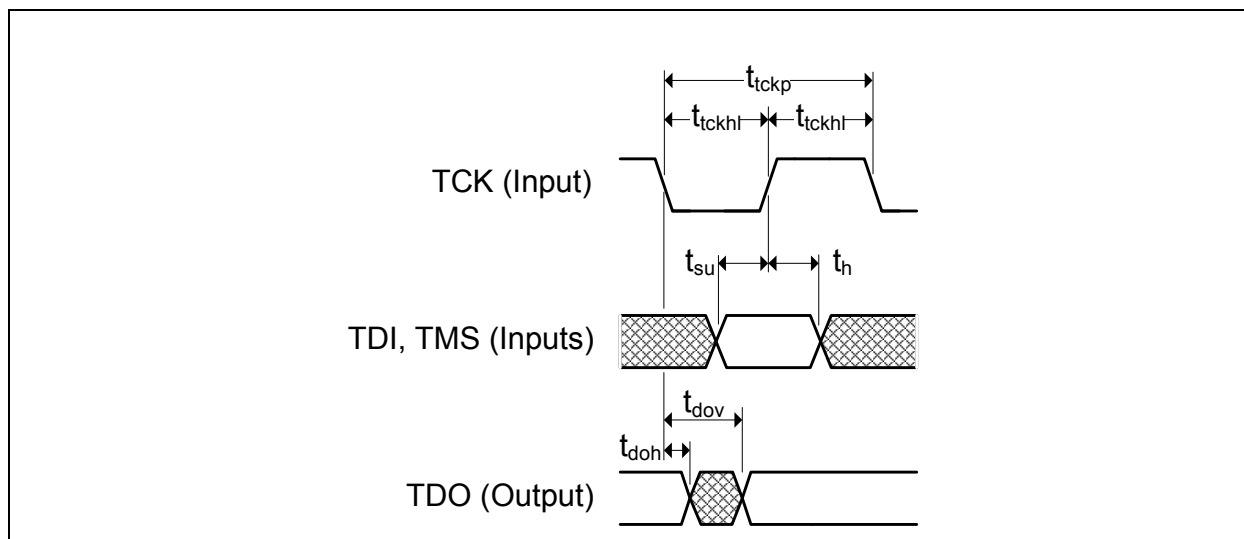 t_tckp
t_tckhl t_tckhl
TCK (Input)
t_su t_h
TDI, TMS (Inputs)
t_dov
t_doh
TDO (Output)